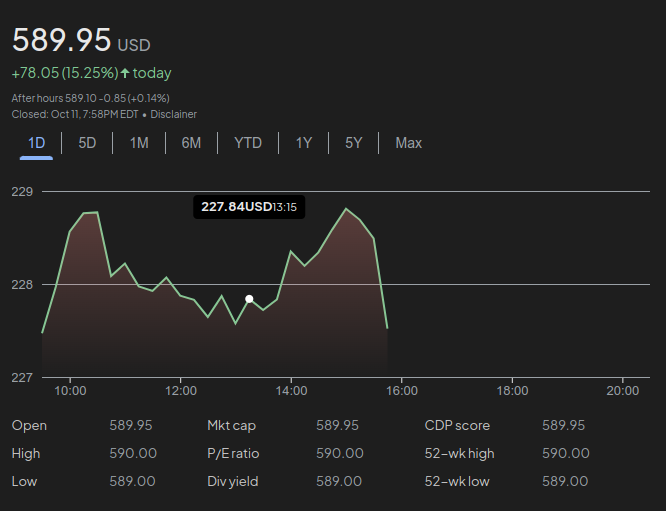 589.95 USD
+78.05 (15.25%)↑ today
After hours 589.10 -0.85 (+0.14%)
Closed: Oct 11, 7:58PM EDT • Disclainer
1D 5D 1M 6M YTD 1Y 5Y Max
229
227.84USD13:15
228
227
10:00 12:00 14:00 16:00 18:00 20:00
Open 589.95 Mkt cap 589.95 CDP score 589.95
High 590.00 P/E ratio 590.00 52-wk high 590.00
Low 589.00 Div yield 589.00 52-wk low 589.00